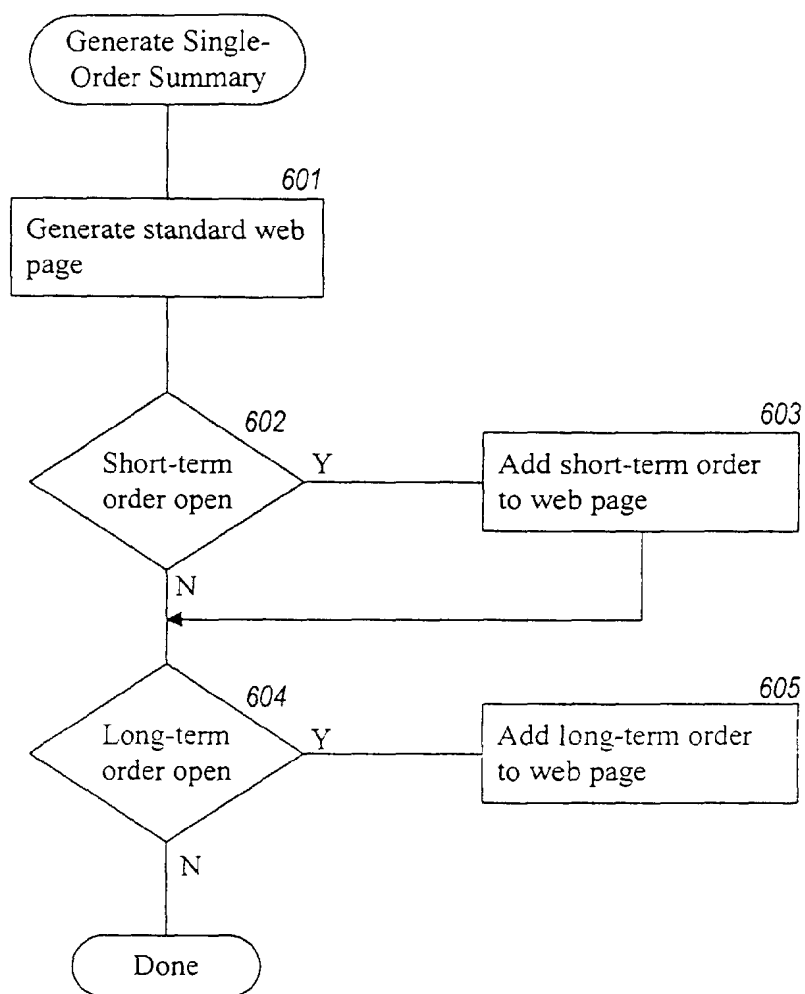 Generate Single-
Order Summary
601
Generate standard web
page
602
Short-term
order open
Y
603
Add short-term order
to web page
N
604
Long-term
order open
Y
605
Add long-term order
to web page
N
Done